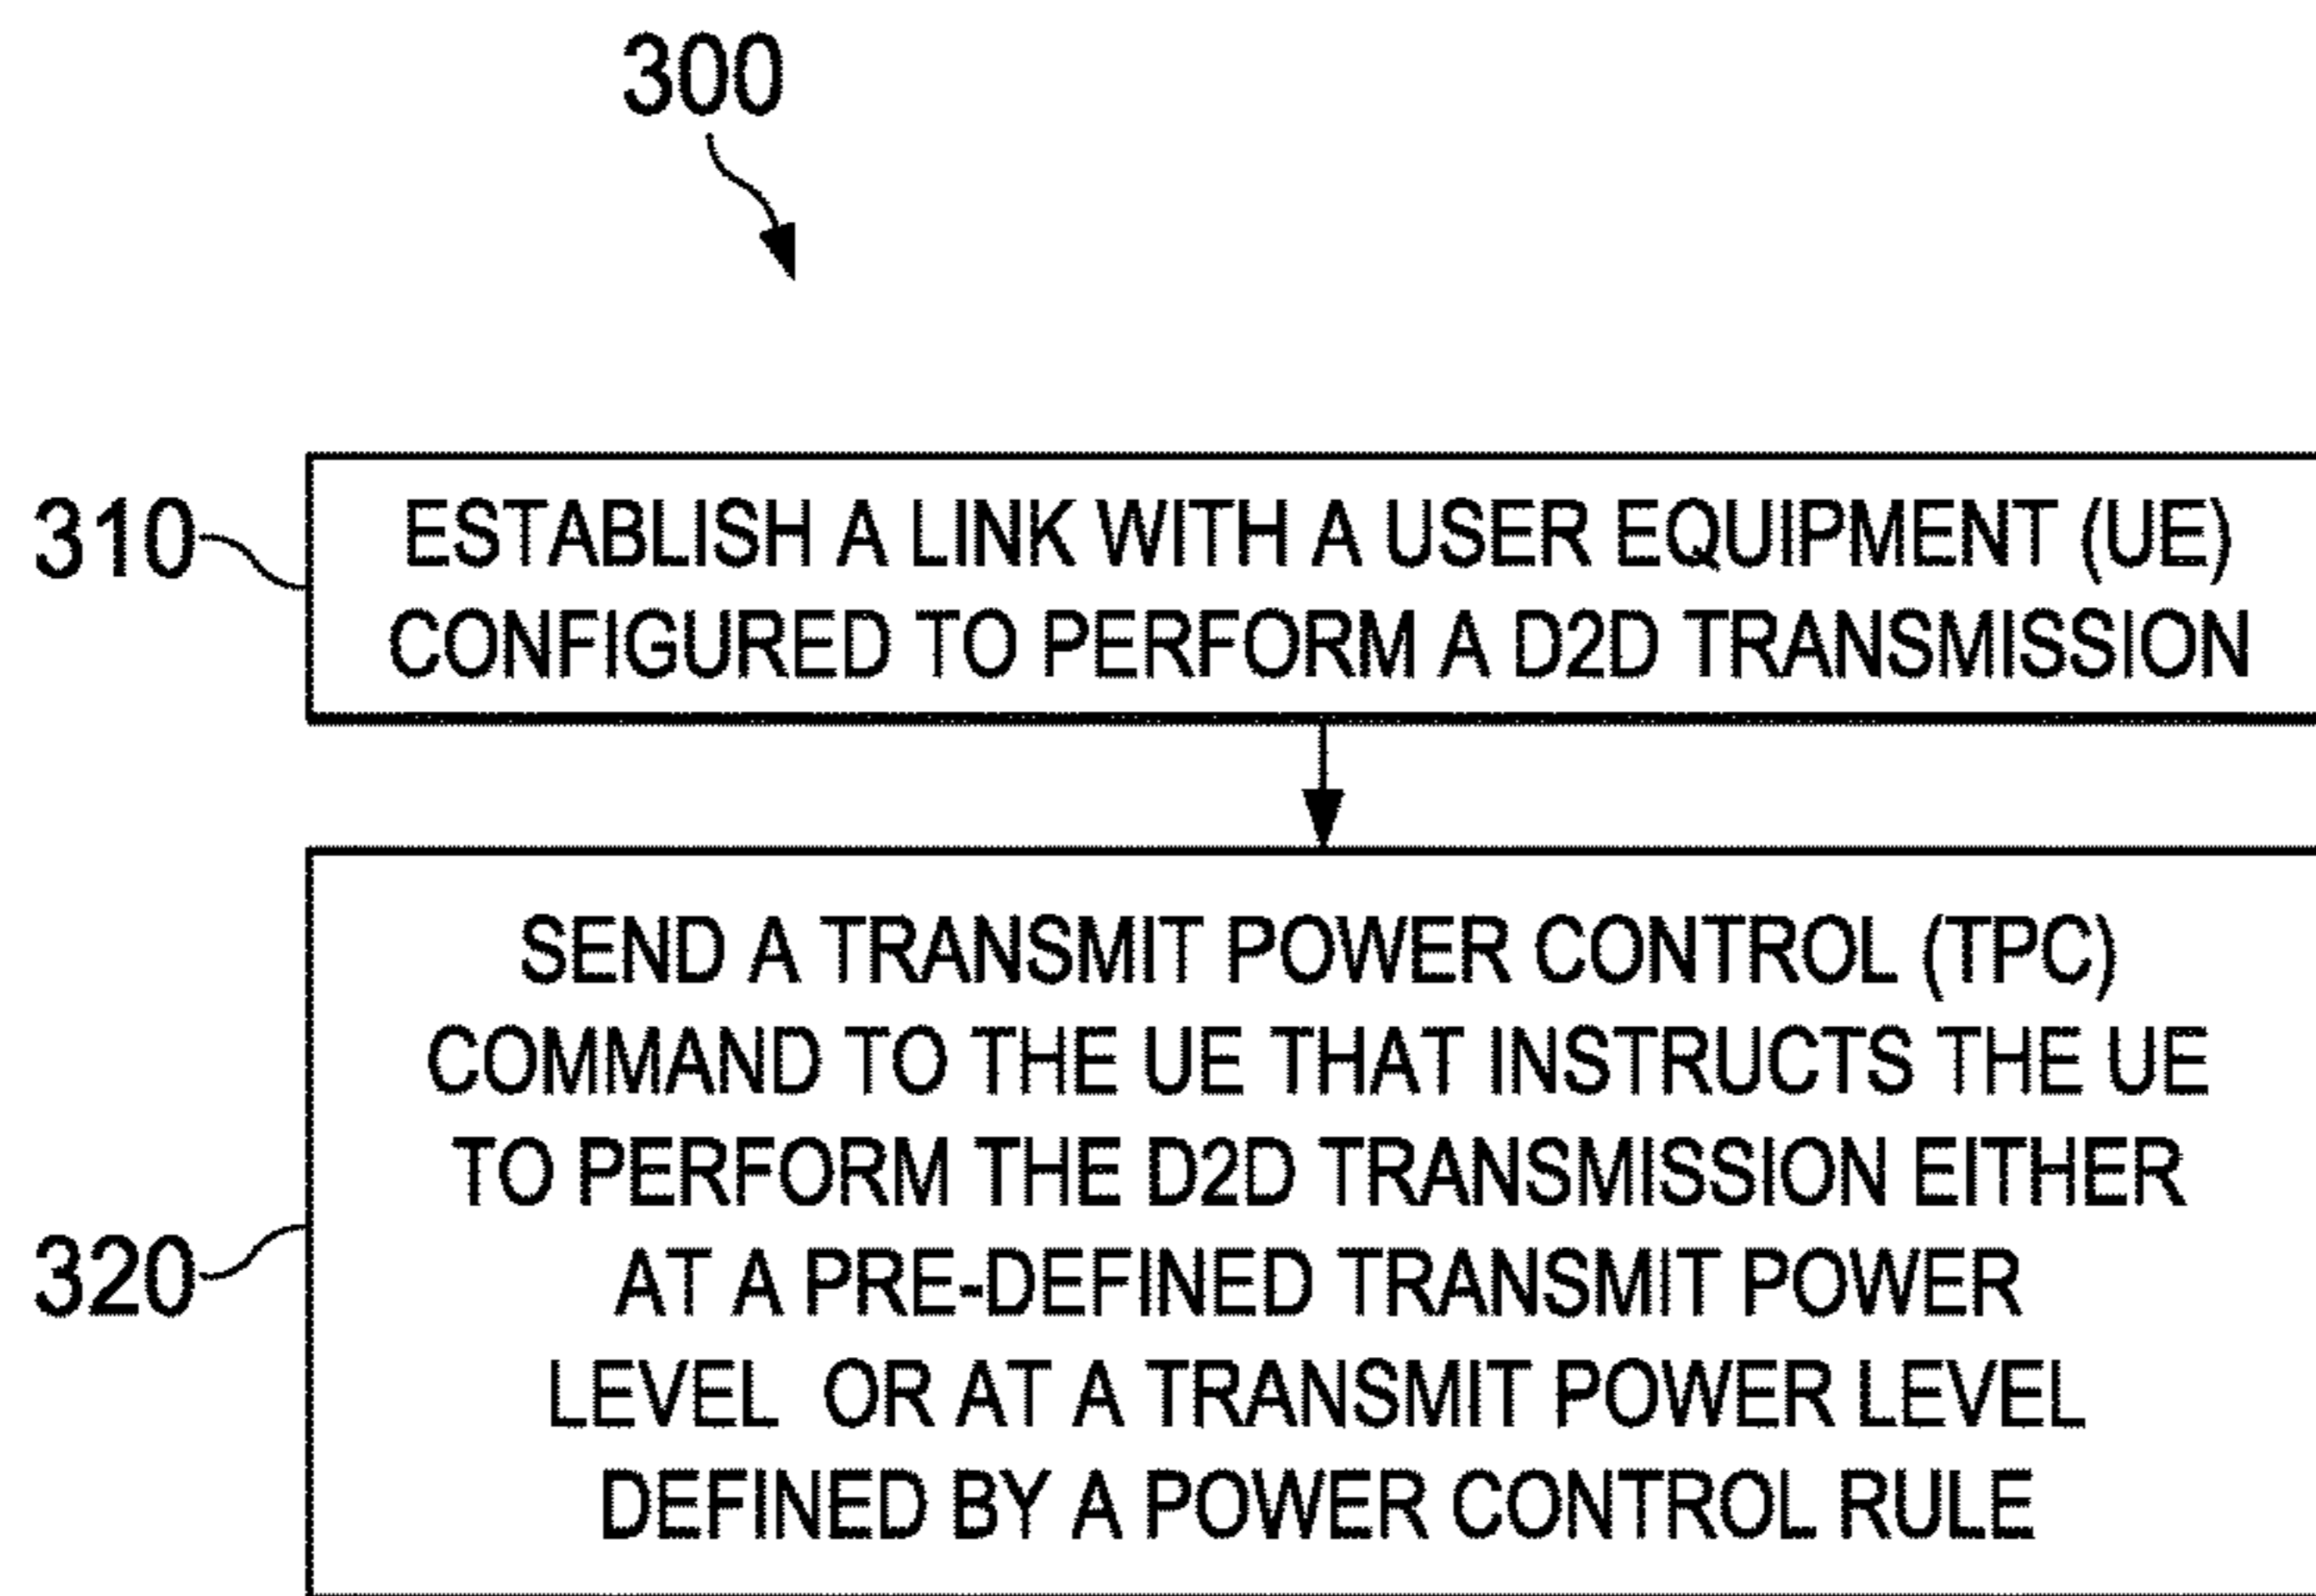 300
310
ESTABLISH A LINK WITH A USER EQUIPMENT (UE)
CONFIGURED TO PERFORM A D2D TRANSMISSION
320
SEND A TRANSMIT POWER CONTROL (TPC)
COMMAND TO THE UE THAT INSTRUCTS THE UE
TO PERFORM THE D2D TRANSMISSION EITHER
AT A PRE-DEFINED TRANSMIT POWER
LEVEL OR AT A TRANSMIT POWER LEVEL
DEFINED BY A POWER CONTROL RULE